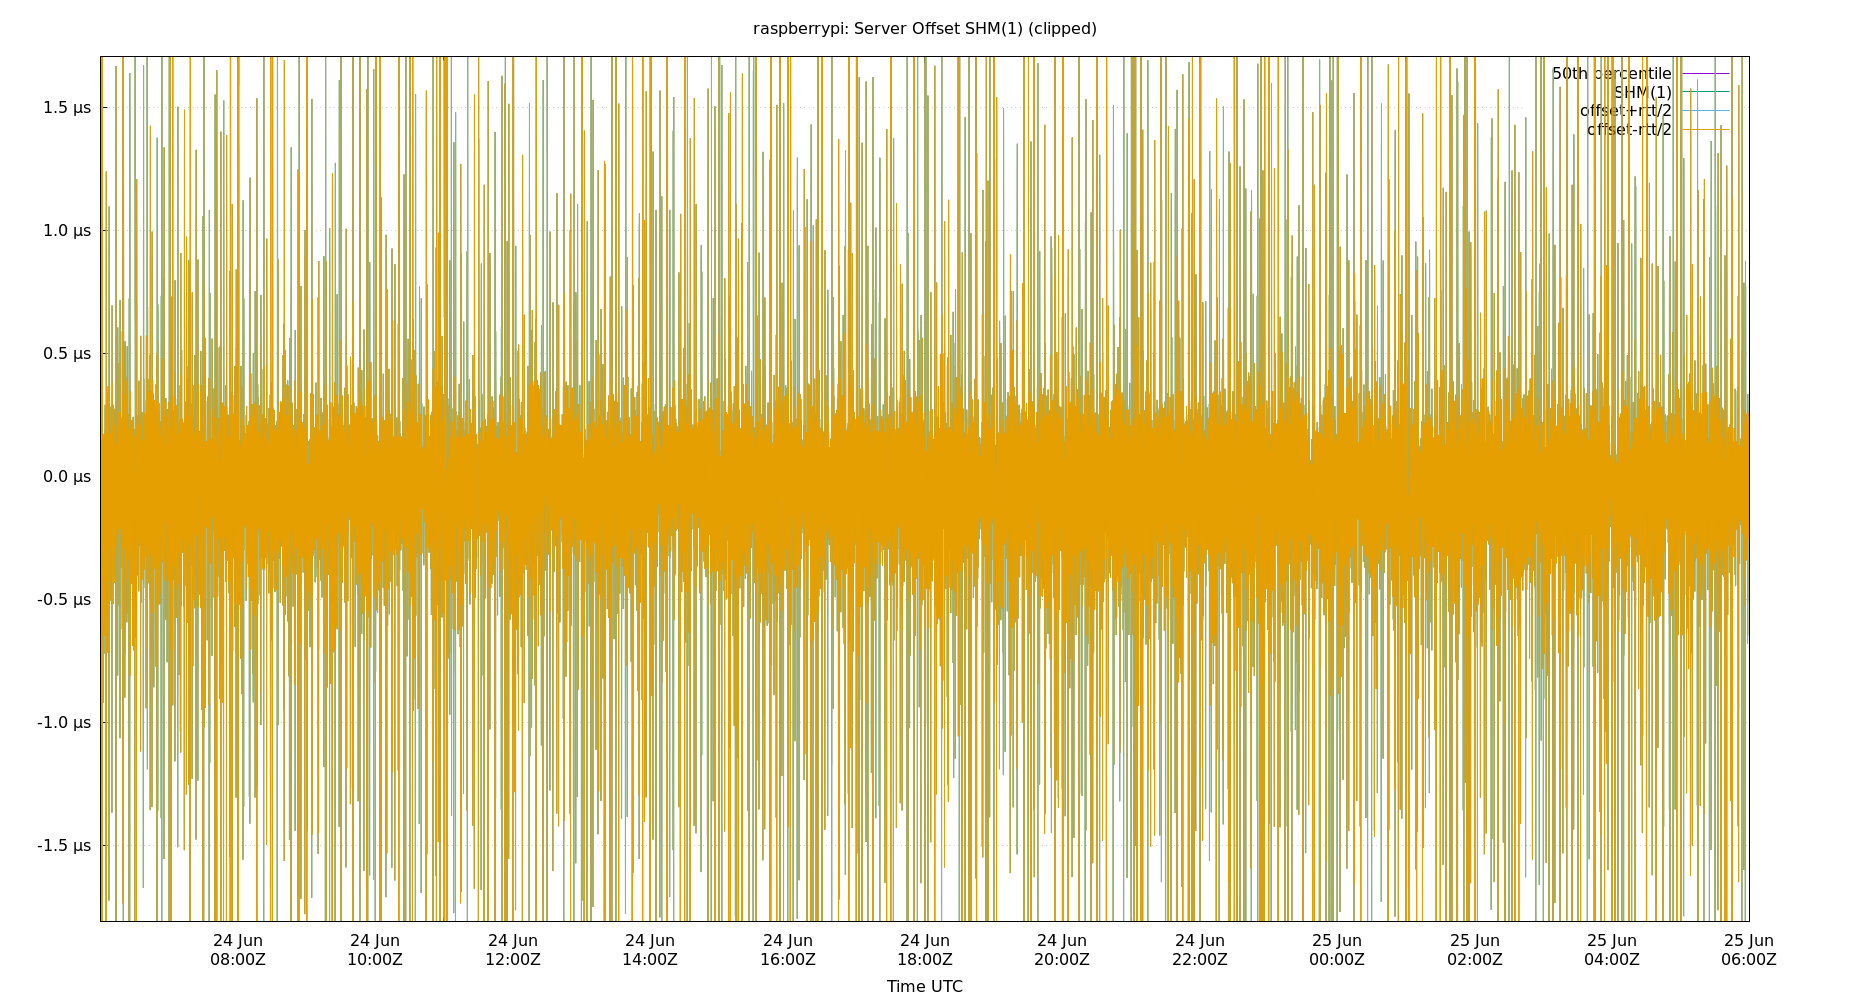 raspberrypi: Server Offset SHM(1) (clipped)
50th percentile
SHM(1)
offset+rtt/2
offset-rtt/2
1.5 µs
1.0 µs
0.5 µs
0.0 µs
-0.5 µs
-1.0 µs
-1.5 µs
24 Jun 24 Jun 24 Jun 24 Jun 24 Jun 24 Jun 24 Jun 24 Jun 25 Jun 25 Jun 25 Jun 25 Jun
08:00Z 10:00Z 12:00Z 14:00Z 16:00Z 18:00Z 20:00Z 22:00Z 00:00Z 02:00Z 04:00Z 06:00Z
Time UTC